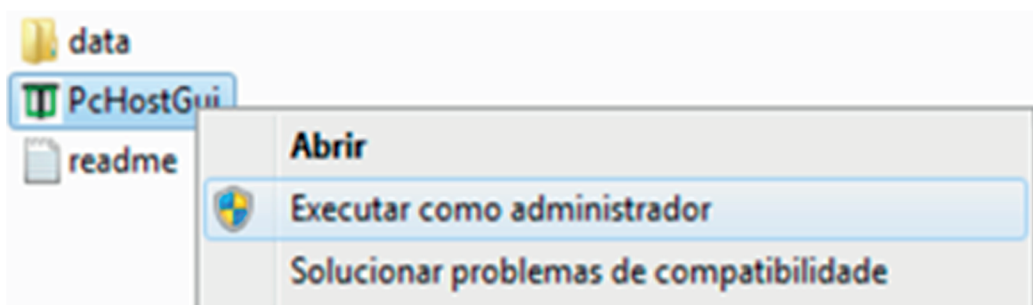 data
PcHostGui
readme
Abrir
Executar como administrador
Solucionar problemas de compatibilidade